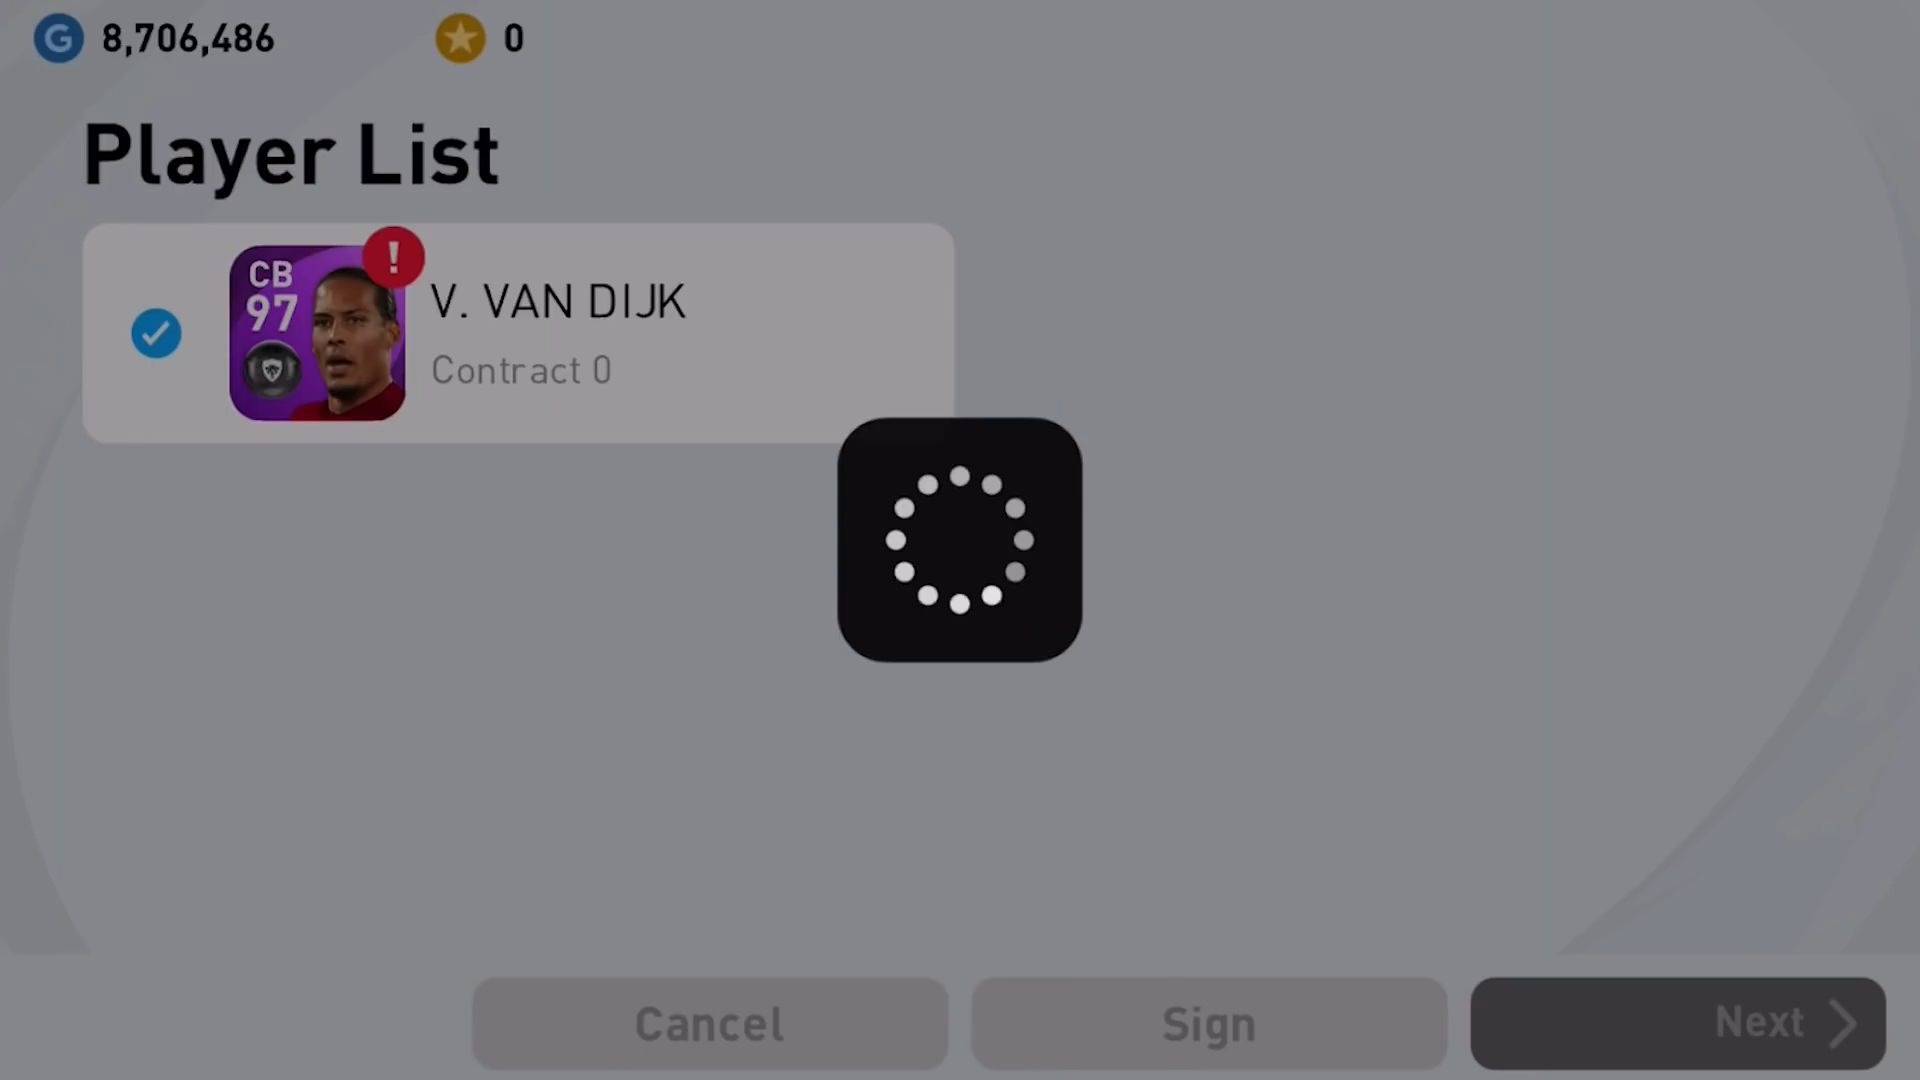 G 8,706,486
0
Player List
CB
97
!
V. VAN DIJK
Contract 0
Cancel
Sign
Next